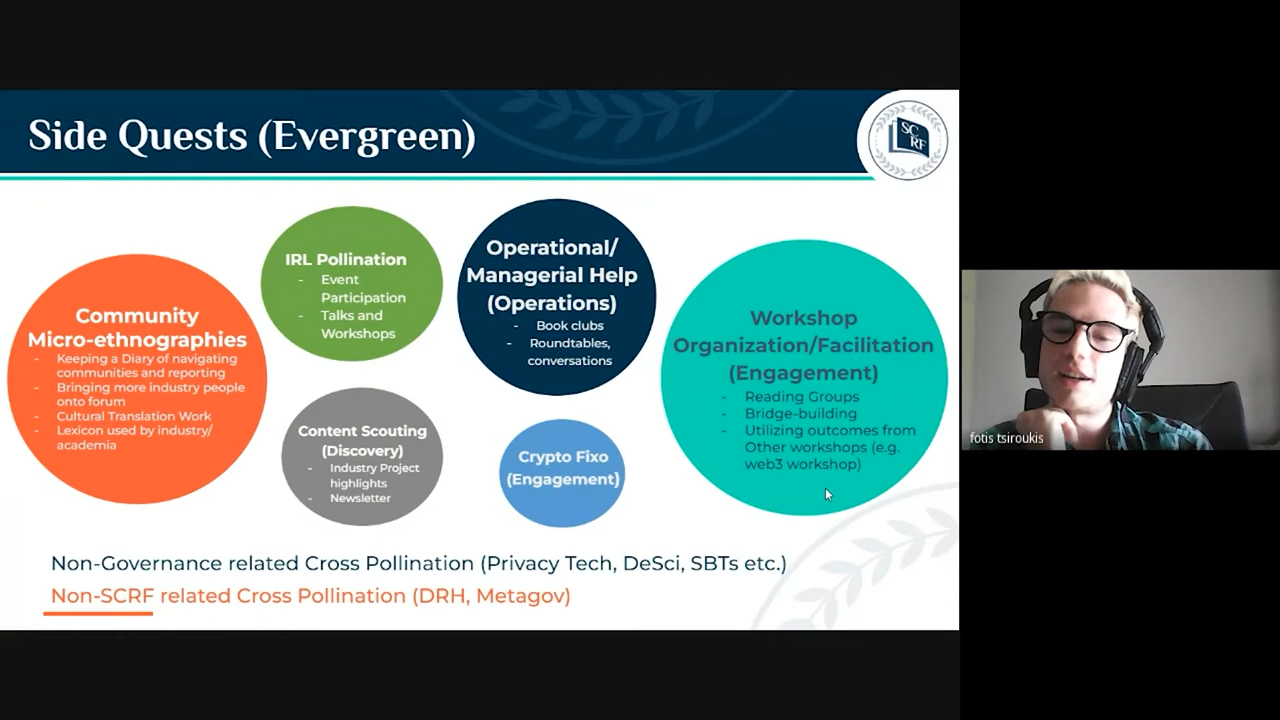 Side Quests (Evergreen)
SC
RF
Community
Micro-ethnographies
- Keeping a Diary of navigating
communities and reporting
- Bringing more industry people
onto forum
- Cultural Translation Work
- Lexicon used by industry/
academia
IRL Pollination
- Event
Participation
- Talks and
Workshops
Content Scouting
(Discovery)
- Industry Project
highlights
- Newsletter
Operational/
Managerial Help
(Operations)
- Book clubs
- Roundtables,
conversations
Crypto Fixo
(Engagement)
Workshop
Organization/Facilitation
(Engagement)
- Reading Groups
- Bridge-building
- Utilizing outcomes from
Other workshops (e.g.
web3 workshop)
Non-Governance related Cross Pollination (Privacy Tech, DeSci, SBTs etc.)
Non-SCRF related Cross Pollination (DRH, Metagov)
fotis tsiroukis